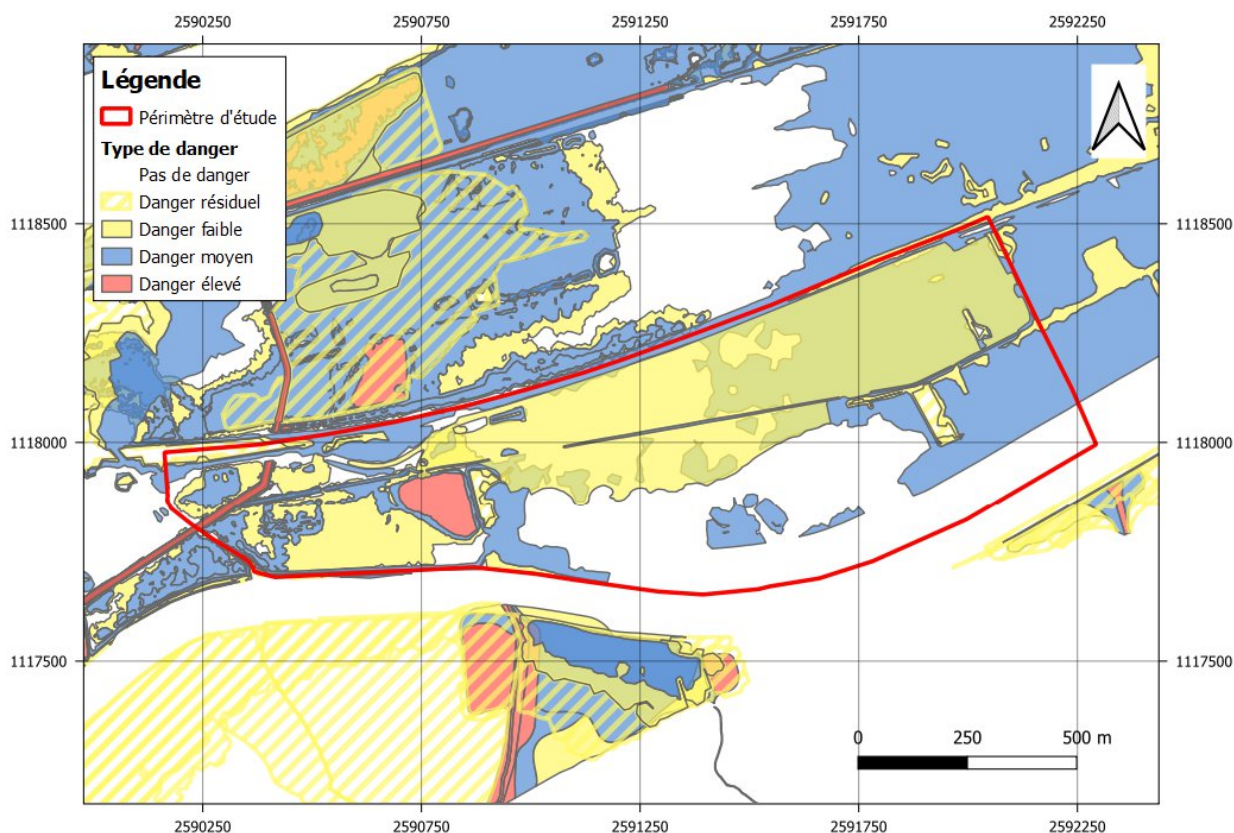 2590250 2590750 2591250 2591750 2592250
Légende
Périmètre d'étude
Type de danger
Pas de danger
Danger résiduel
Danger faible
Danger moyen
Danger élevé
1118500 1118500
1118000 1118000
1117500 1117500
0 250 500 m
2590250 2590750 2591250 2591750 2592250